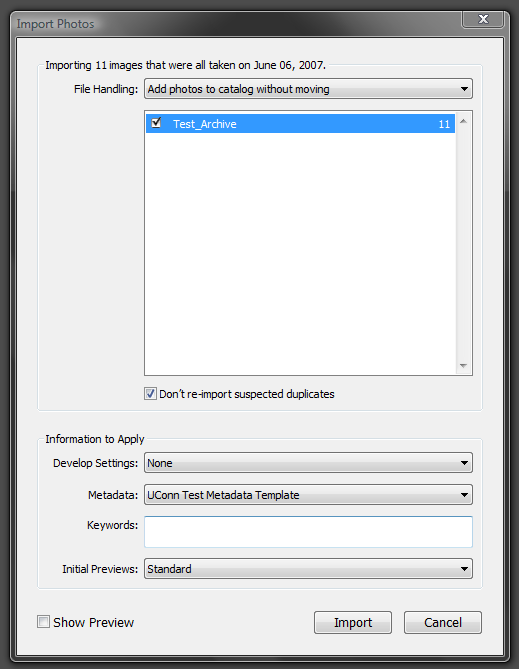 Import Photos
Importing 11 images that were all taken on June 06, 2007.
File Handling: Add photos to catalog without moving
Test_Archive 11
Don't re-import suspected duplicates
Information to Apply
Develop Settings: None
Metadata: UConn Test Metadata Template
Keywords:
Initial Previews: Standard
Show Preview Import Cancel